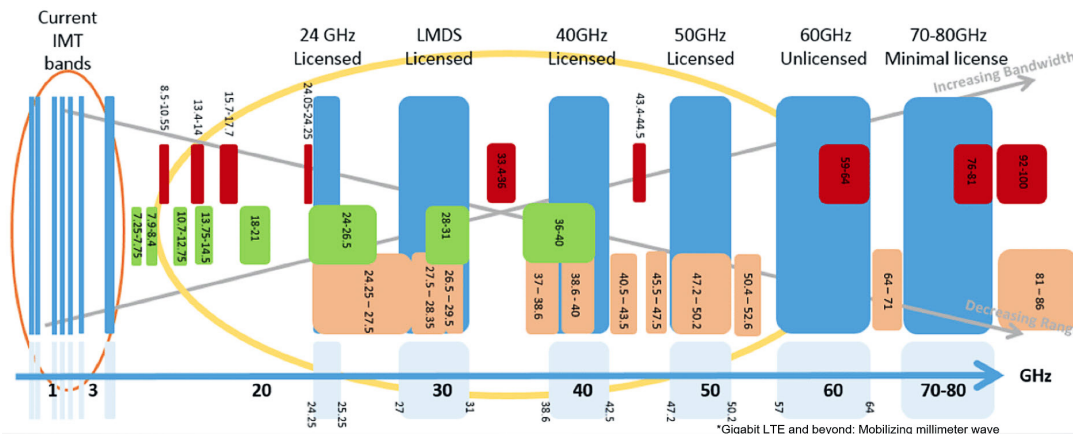 Current
IMT
bands
24 GHz
Licensed
LMDS
Licensed
40GHz
Licensed
50GHz
Licensed
60GHz
Unlicensed
70-80GHz
Minimal license
Increasing Bandwidth
8.5-10.55
13.4-14
15.7-17.7
24.05-24.25
33.4-36
43.4-44.5
59-64
76-81
92-100
7.25-7.75
7.9-8.4
10.7-12.75
13.75-14.5
18-21
24-26.5
28-31
36-40
24.25 – 27.5
27.5 – 28.35
26.5 – 29.5
37 – 38.6
38.6 - 40
40.5 – 43.5
45.5 – 47.5
47.2 – 50.2
50.4 – 52.6
64 – 71
81 – 86
Decreasing Range
1
3
20
30
40
50
60
70-80
GHz
24.25
25.25
27
31
38.6
42.5
47.2
50.2
57
64
*Gigabit LTE and beyond: Mobilizing millimeter wave